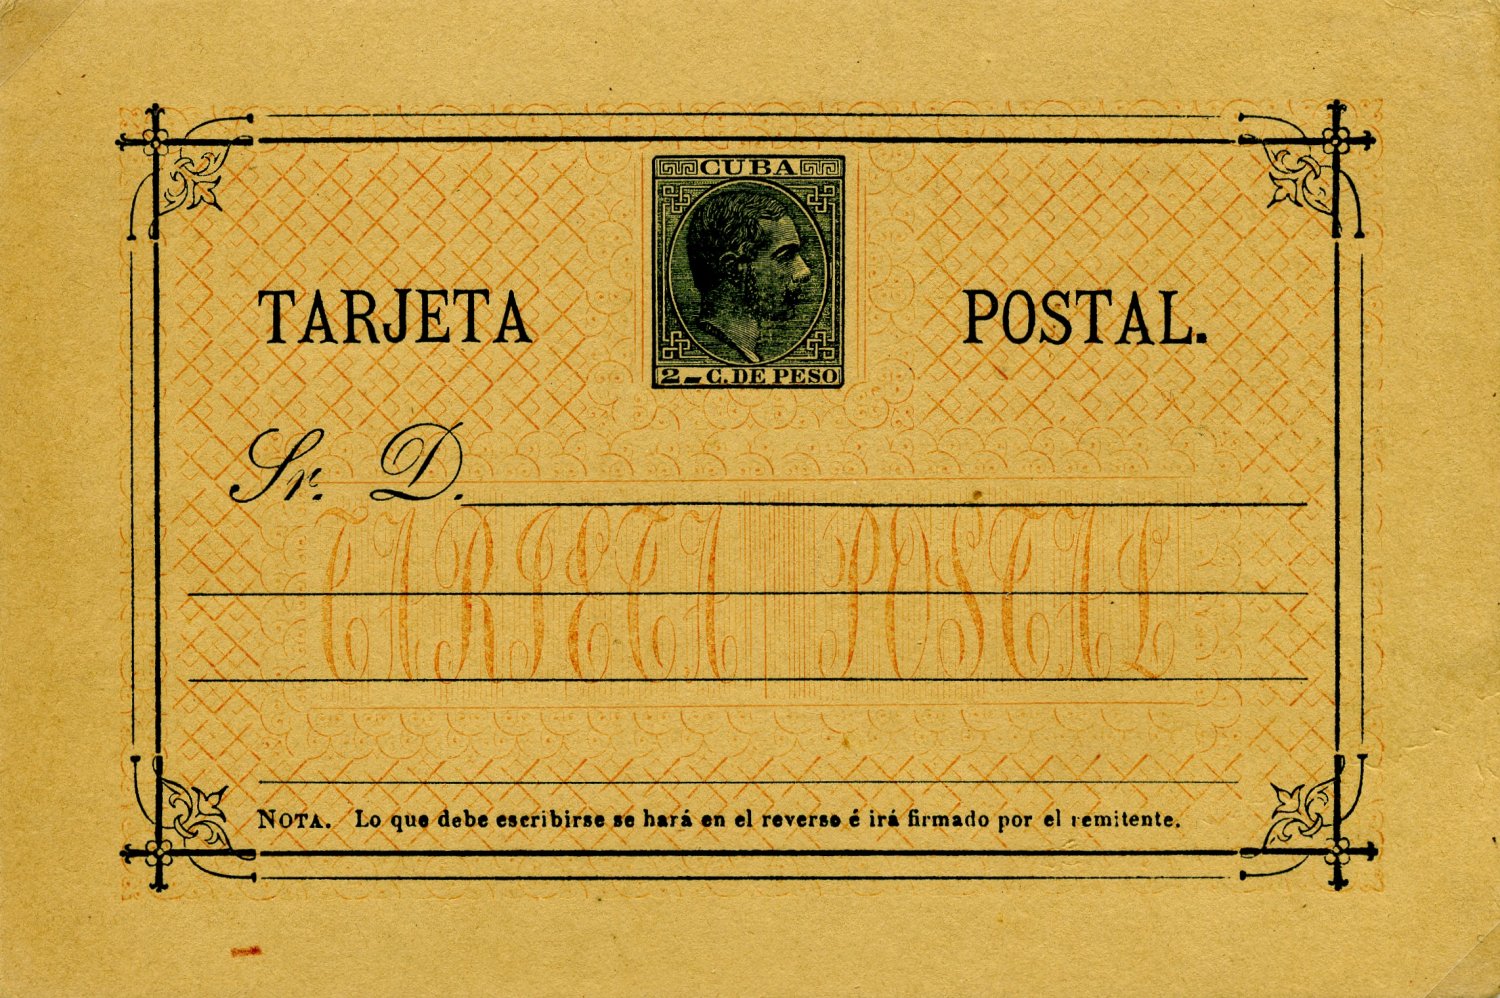 CUBA
TARJETA POSTAL.
2 - C. DE PESO
Sr. D.
TARJETA POSTAL
NOTA. Lo que debe escribirse se hará en el reverso é irá firmado por el remitente.